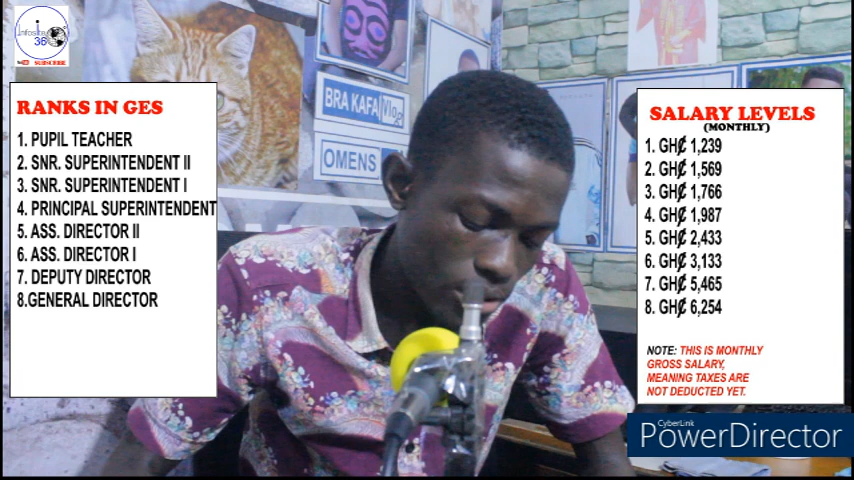 Infosite
36
SUBSCRIBE
RANKS IN GES
1. PUPIL TEACHER
2. SNR. SUPERINTENDENT II
3. SNR. SUPERINTENDENT I
4. PRINCIPAL SUPERINTENDENT
5. ASS. DIRECTOR II
6. ASS. DIRECTOR I
7. DEPUTY DIRECTOR
8.GENERAL DIRECTOR
BRA KAFA Vlog
OMENS
SALARY LEVELS
(MONTHLY)
1. GH₵ 1,239
2. GH₵ 1,569
3. GH₵ 1,766
4. GH₵ 1,987
5. GH₵ 2,433
6. GH₵ 3,133
7. GH₵ 5,465
8. GH₵ 6,254
NOTE: THIS IS MONTHLY
GROSS SALARY,
MEANING TAXES ARE
NOT DEDUCTED YET.
CyberLink
PowerDirector